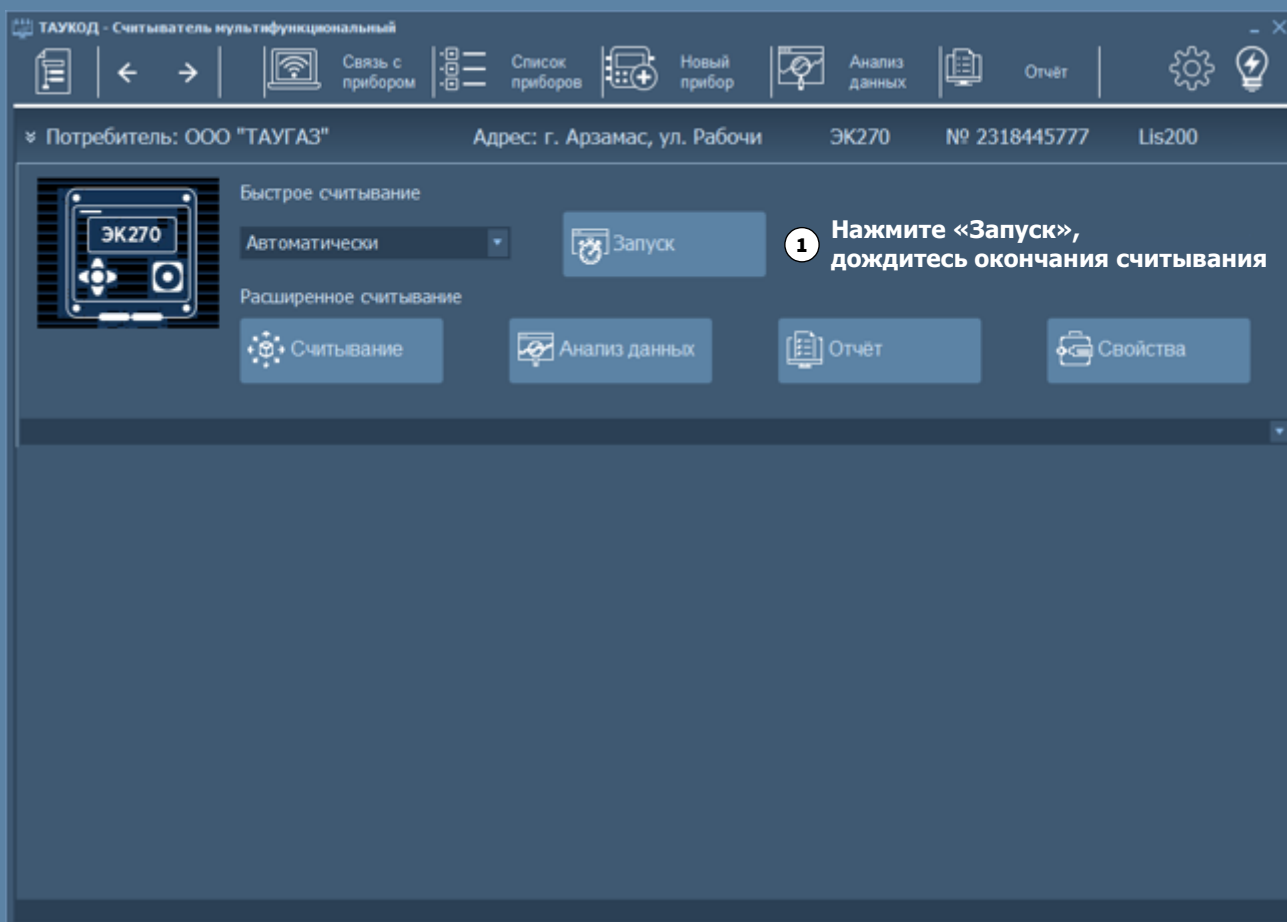 ТАУКОД - Считыватель мультифункциональный
Связь с прибором
Список приборов
Новый прибор
Анализ данных
Отчёт
Потребитель: ООО "ТАУГАЗ" Адрес: г. Арзамас, ул. Рабочи ЭК270 № 2318445777 Lis200
ЭК270
Быстрое считывание
Автоматически
Запуск
1 Нажмите «Запуск»,
дождитесь окончания считывания
Расширенное считывание
Считывание
Анализ данных
Отчёт
Свойства